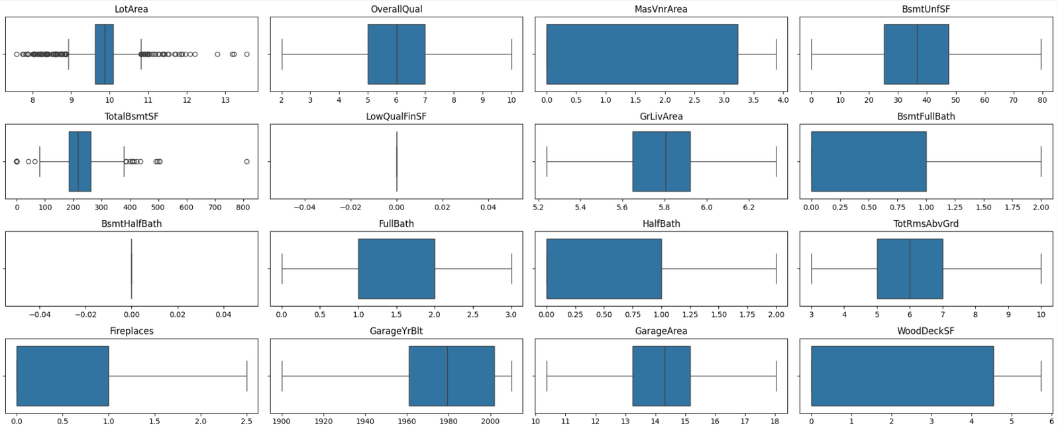 LotArea OverallQual MasVnrArea BsmtUnfSF
8 9 10 11 12 13 2 3 4 5 6 7 8 9 10 0.0 0.5 1.0 1.5 2.0 2.5 3.0 3.5 4.0 0 10 20 30 40 50 60 70 80
TotalBsmtSF LowQualFinSF GrLivArea BsmtFullBath
0 100 200 300 400 500 600 700 800 −0.04 −0.02 0.00 0.02 0.04 5.2 5.4 5.6 5.8 6.0 6.2 0.00 0.25 0.50 0.75 1.00 1.25 1.50 1.75 2.00
BsmtHalfBath FullBath HalfBath TotRmsAbvGrd
−0.04 −0.02 0.00 0.02 0.04 0.0 0.5 1.0 1.5 2.0 2.5 3.0 0.00 0.25 0.50 0.75 1.00 1.25 1.50 1.75 2.00 3 4 5 6 7 8 9 10
Fireplaces GarageYrBlt GarageArea WoodDeckSF
0.0 0.5 1.0 1.5 2.0 2.5 1900 1920 1940 1960 1980 2000 10 11 12 13 14 15 16 17 18 0 1 2 3 4 5 6